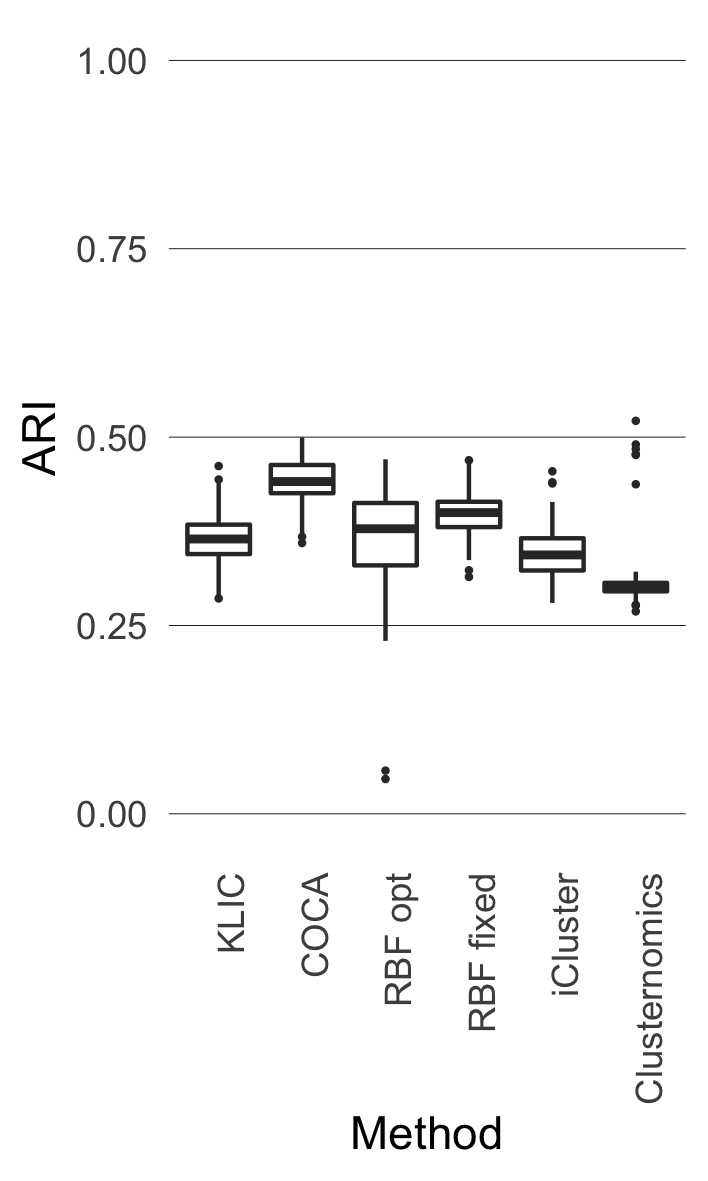 1.00
0.75
0.50
0.25
0.00
ARI
KLIC
COCA
RBF opt
RBF fixed
iCluster
Clusternomics
Method